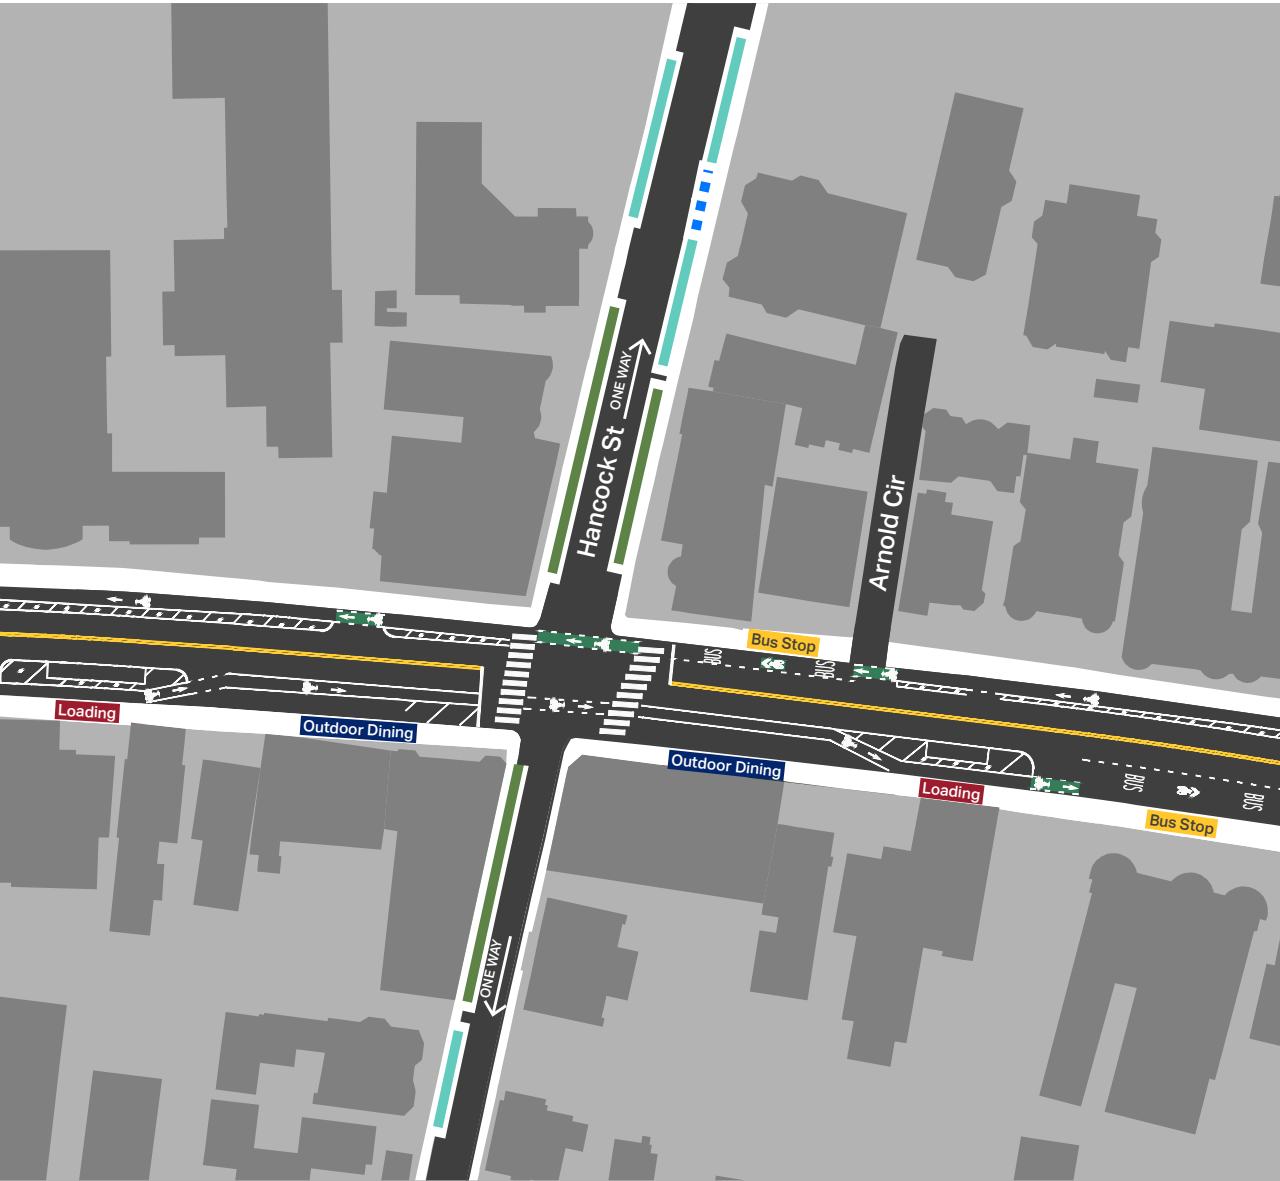 ONE WAY
Hancock St
Arnold Cir
Bus Stop
BUS
BUS
Loading
Outdoor Dining
Outdoor Dining
Loading
BUS
BUS
Bus Stop
ONE WAY